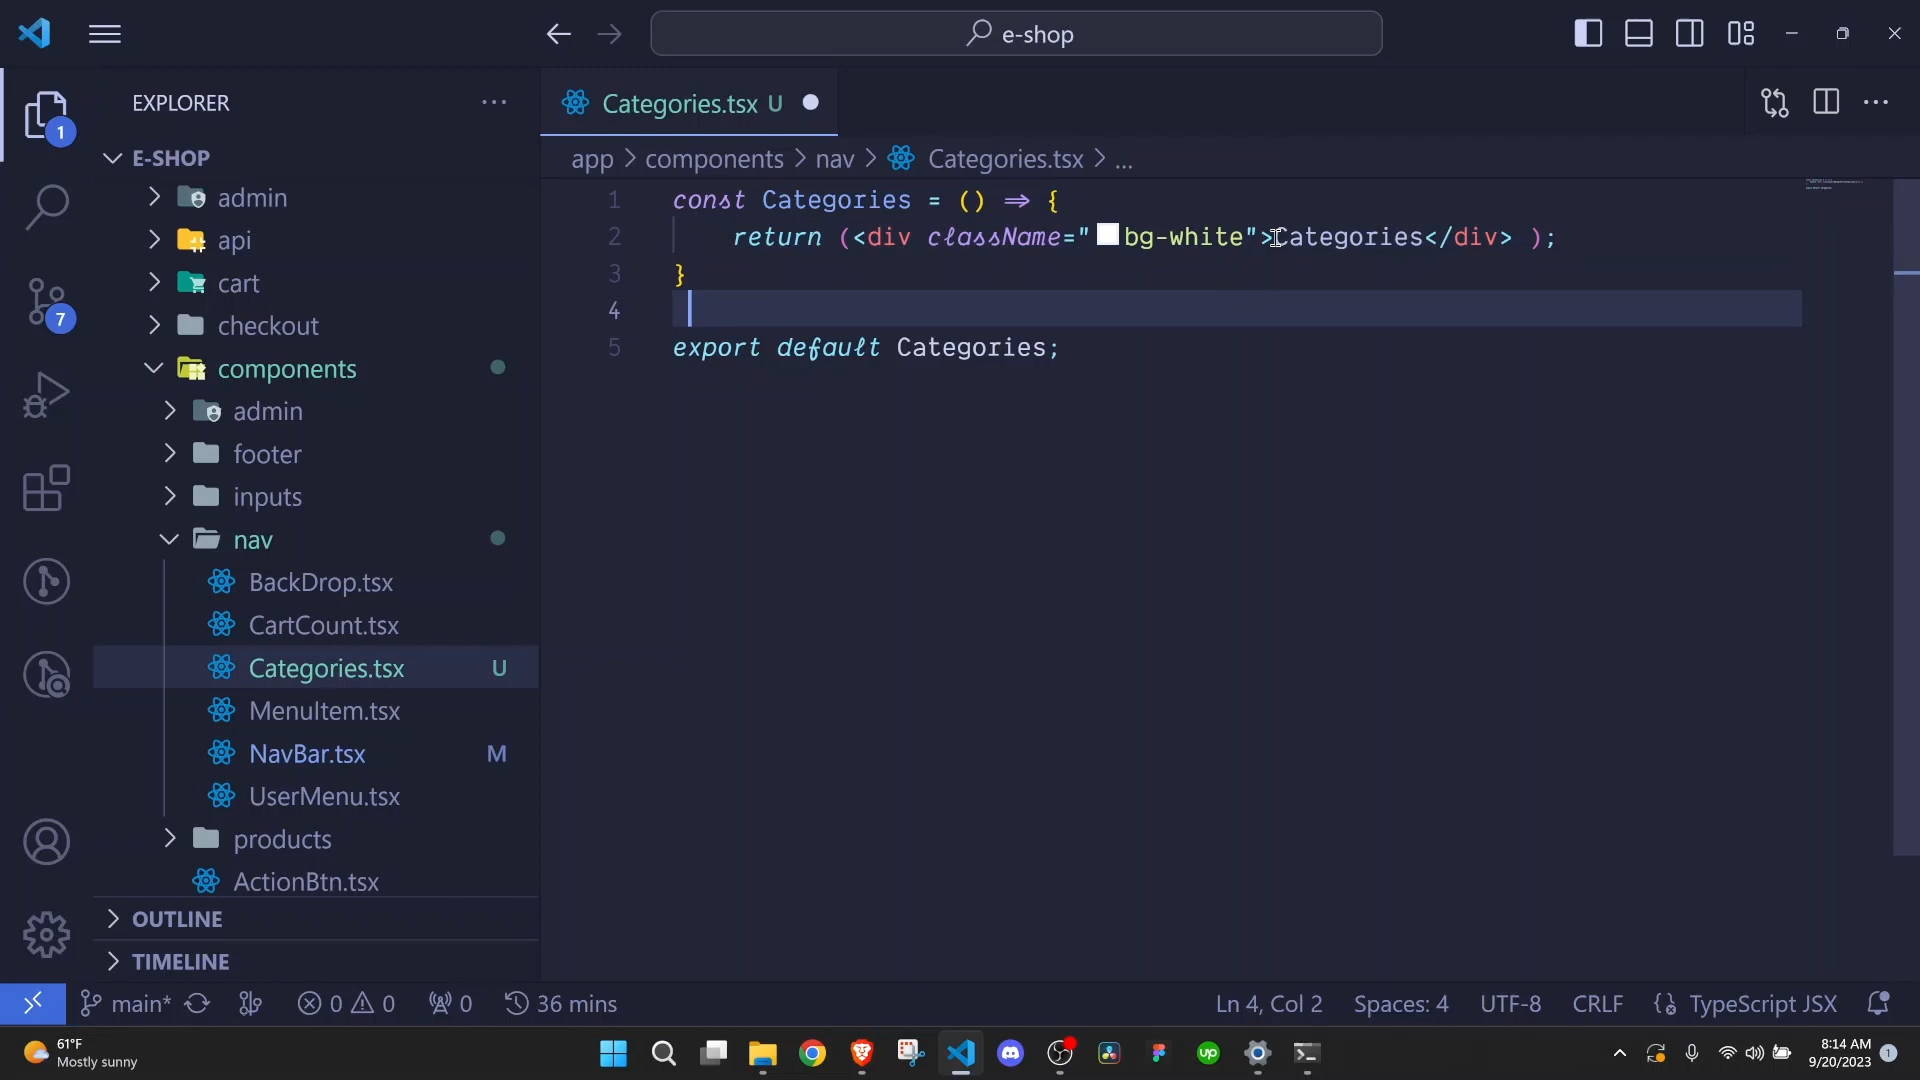 e-shop
EXPLORER
Categories.tsx U
1
E-SHOP
app > components > nav > Categories.tsx > ...
admin
api
cart
checkout
components
admin
footer
inputs
nav
BackDrop.tsx
CartCount.tsx
Categories.tsx U
MenuItem.tsx
NavBar.tsx M
UserMenu.tsx
products
ActionBtn.tsx
OUTLINE
TIMELINE
7
1 const Categories = () => {
2 return (<div className="bg-white">Categories</div> );
3 }
4
5 export default Categories;
main* 0 0 0 36 mins
Ln 4, Col 2 Spaces: 4 UTF-8 CRLF TypeScript JSX
61°F
Mostly sunny
up
8:14 AM
9/20/2023
1